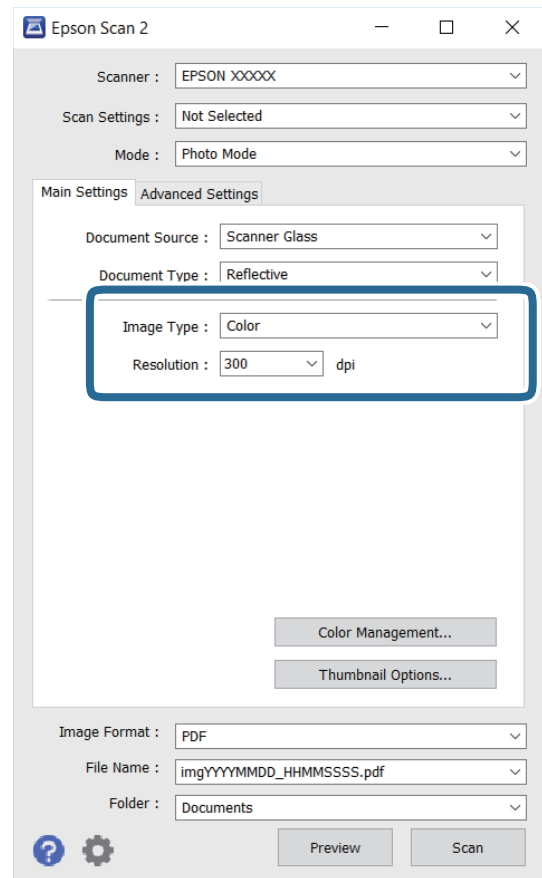 Epson Scan 2
Scanner : EPSON XXXXX
Scan Settings : Not Selected
Mode : Photo Mode
Main Settings Advanced Settings
Document Source : Scanner Glass
Document Type : Reflective
Image Type : Color
Resolution : 300 dpi
Color Management...
Thumbnail Options...
Image Format : PDF
File Name : imgYYYYMMDD_HHMMSSSS.pdf
Folder : Documents
? Preview Scan